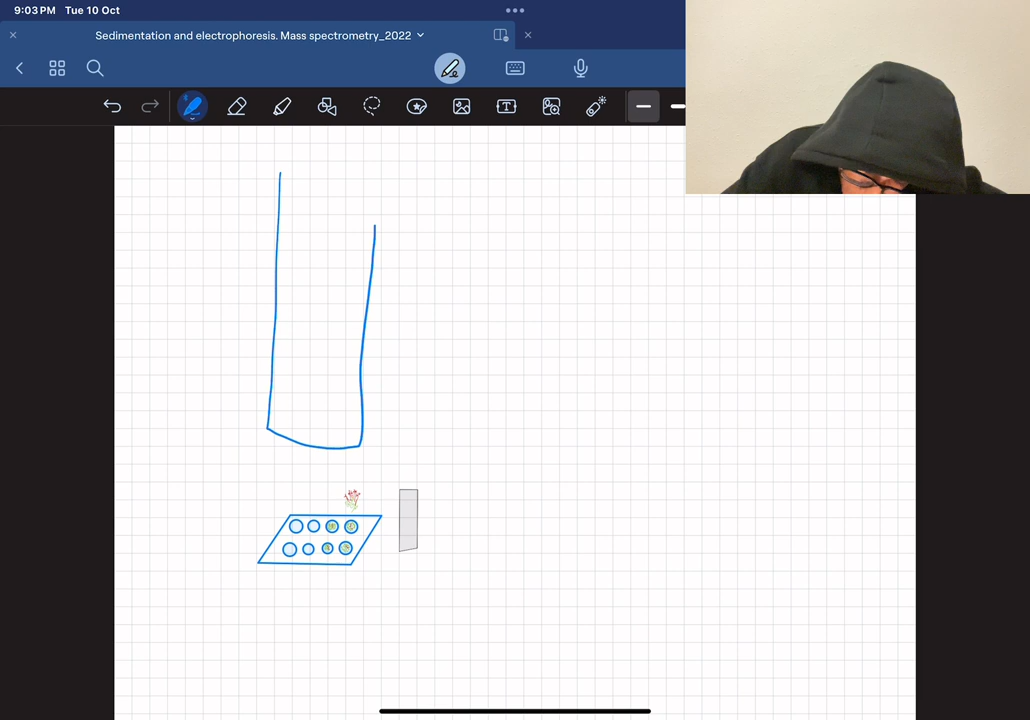 9:03 PM Tue 10 Oct
Sedimentation and electrophoresis. Mass spectrometry_2022